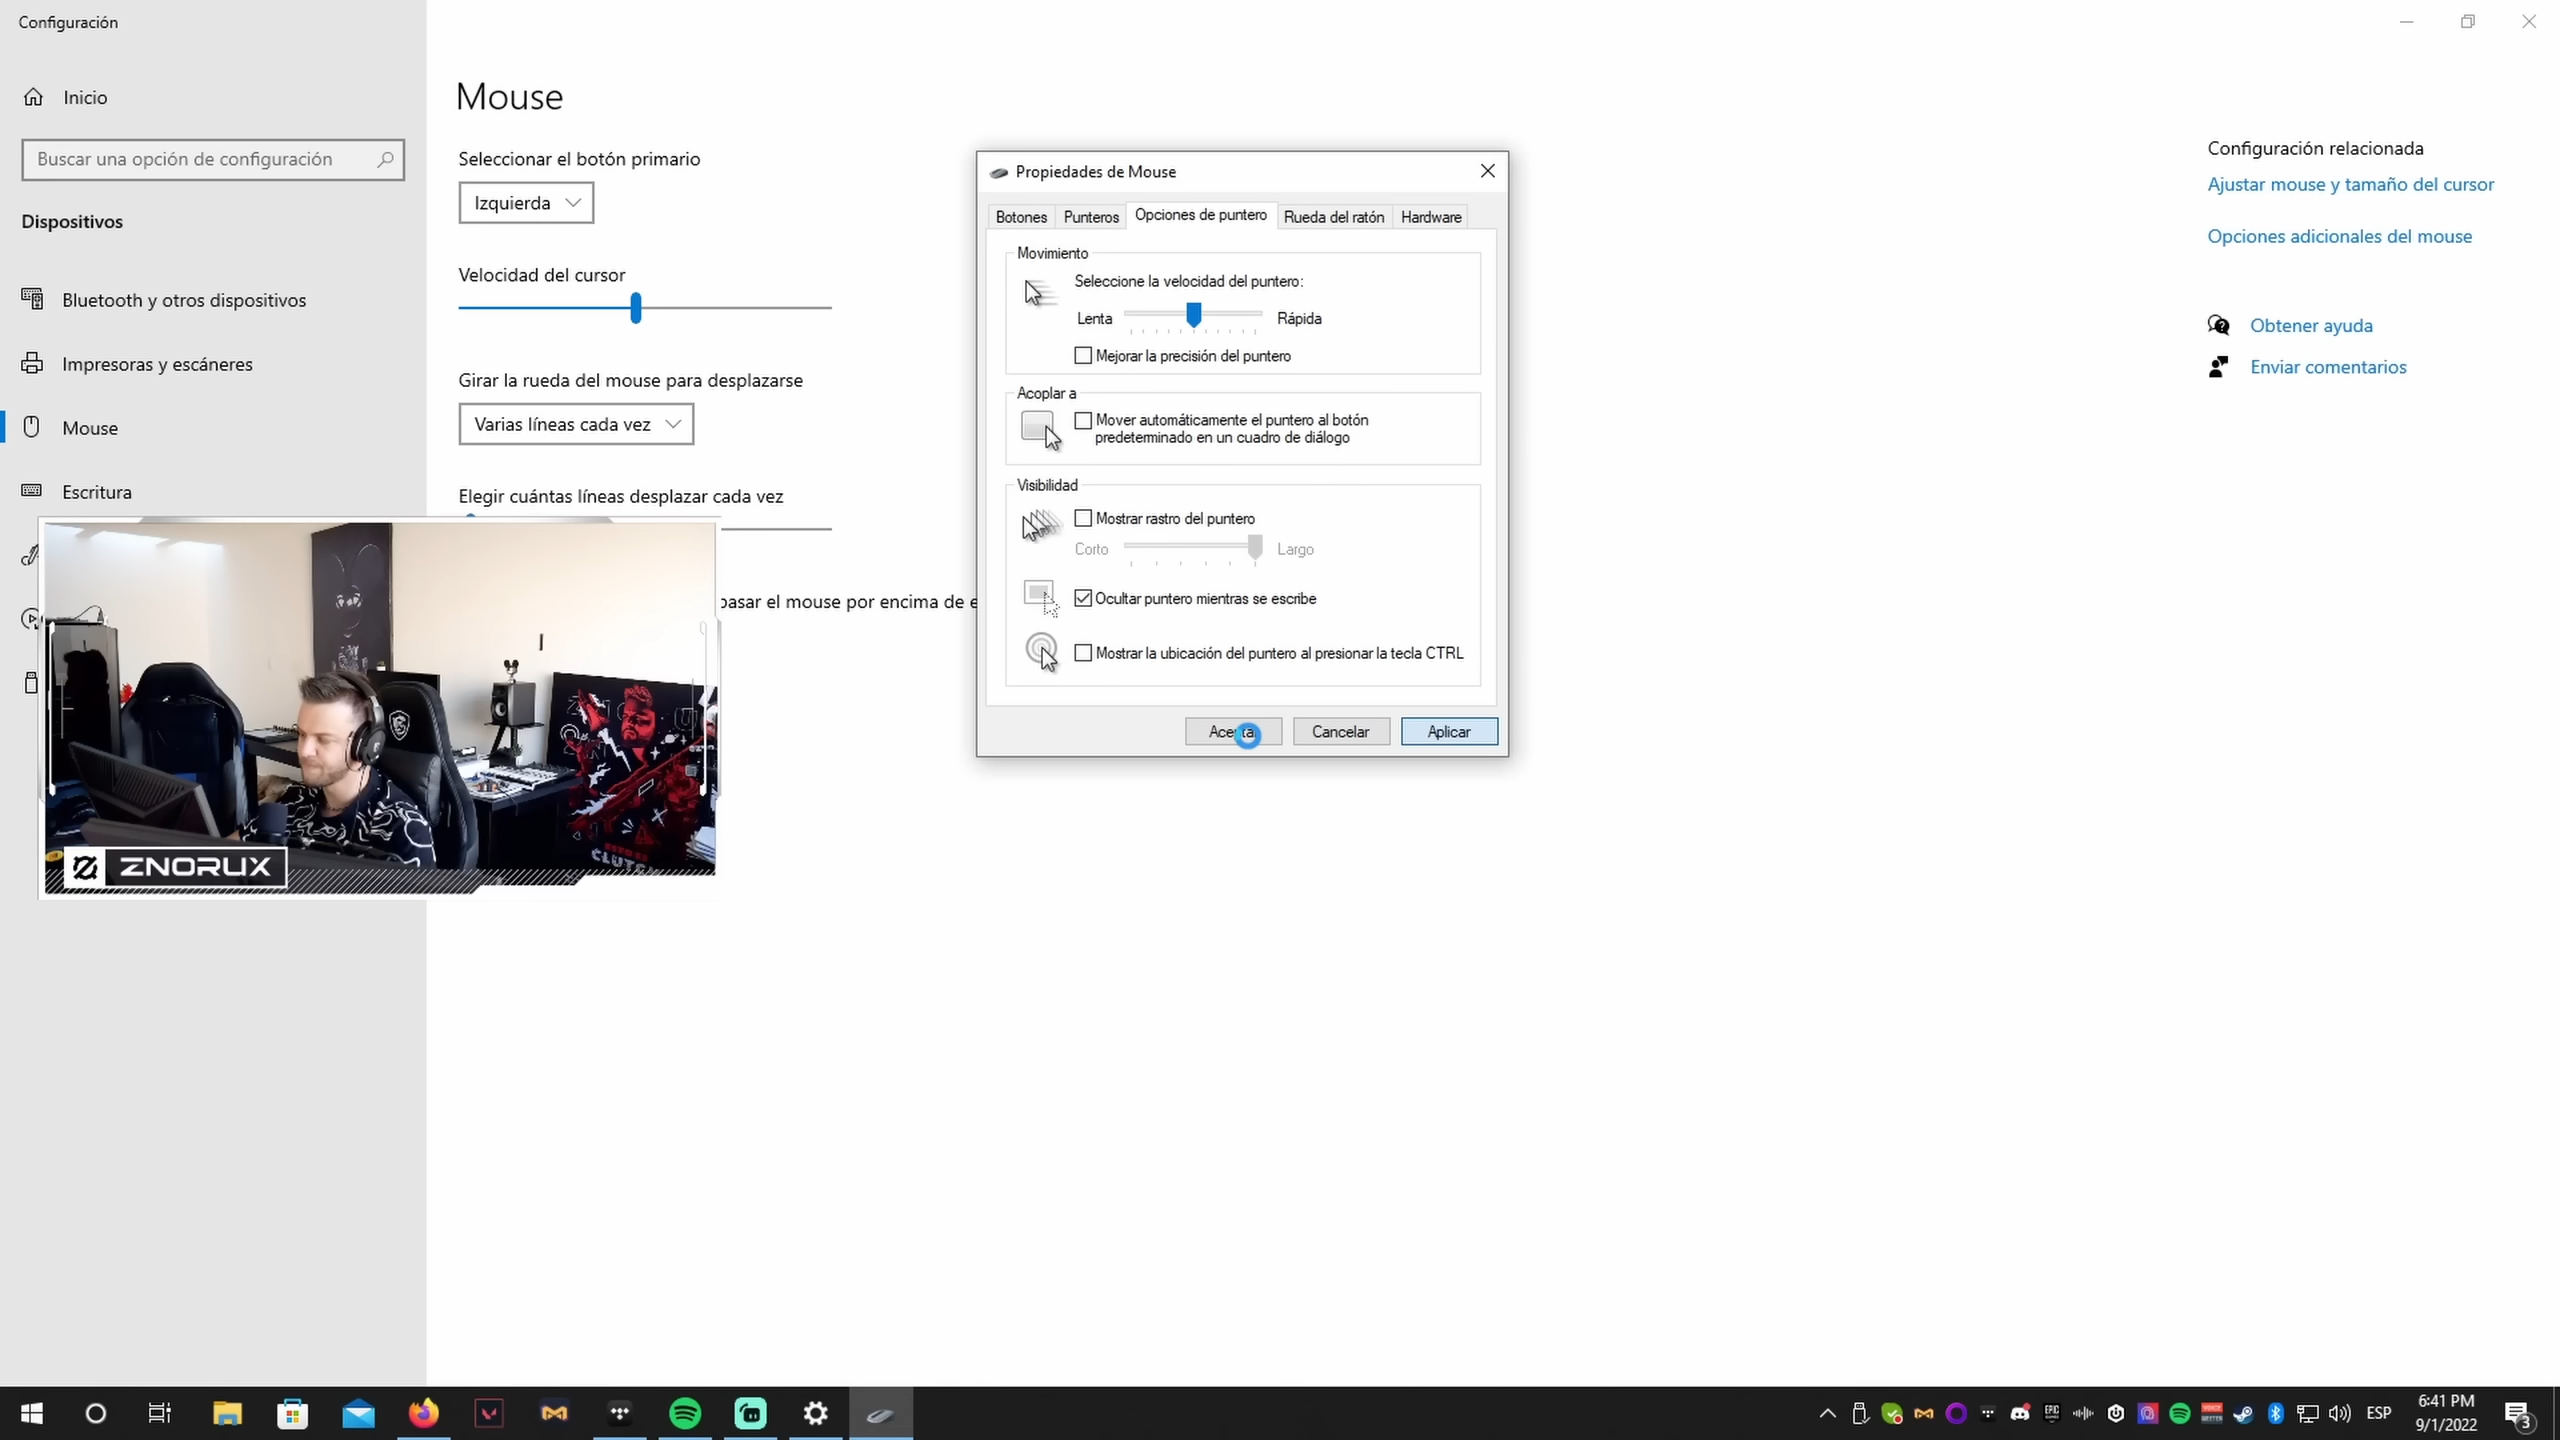 Configuración
Inicio
Buscar una opción de configuración
Dispositivos
Bluetooth y otros dispositivos
Impresoras y escáneres
Mouse
Escritura
Mouse
Seleccionar el botón primario
Izquierda
Velocidad del cursor
Girar la rueda del mouse para desplazarse
Varias líneas cada vez
Elegir cuántas líneas desplazar cada vez
pasar el mouse por encima de e
ZNORUX
CLUTCH
Propiedades de Mouse
Botones
Punteros
Opciones de puntero
Rueda del ratón
Hardware
Movimiento
Seleccione la velocidad del puntero:
Lenta
Rápida
Mejorar la precisión del puntero
Acoplar a
Mover automáticamente el puntero al botón
predeterminado en un cuadro de diálogo
Visibilidad
Mostrar rastro del puntero
Corto
Largo
Ocultar puntero mientras se escribe
Mostrar la ubicación del puntero al presionar la tecla CTRL
Aceptar
Cancelar
Aplicar
Configuración relacionada
Ajustar mouse y tamaño del cursor
Opciones adicionales del mouse
Obtener ayuda
Enviar comentarios
ESP
6:41 PM
9/1/2022
3